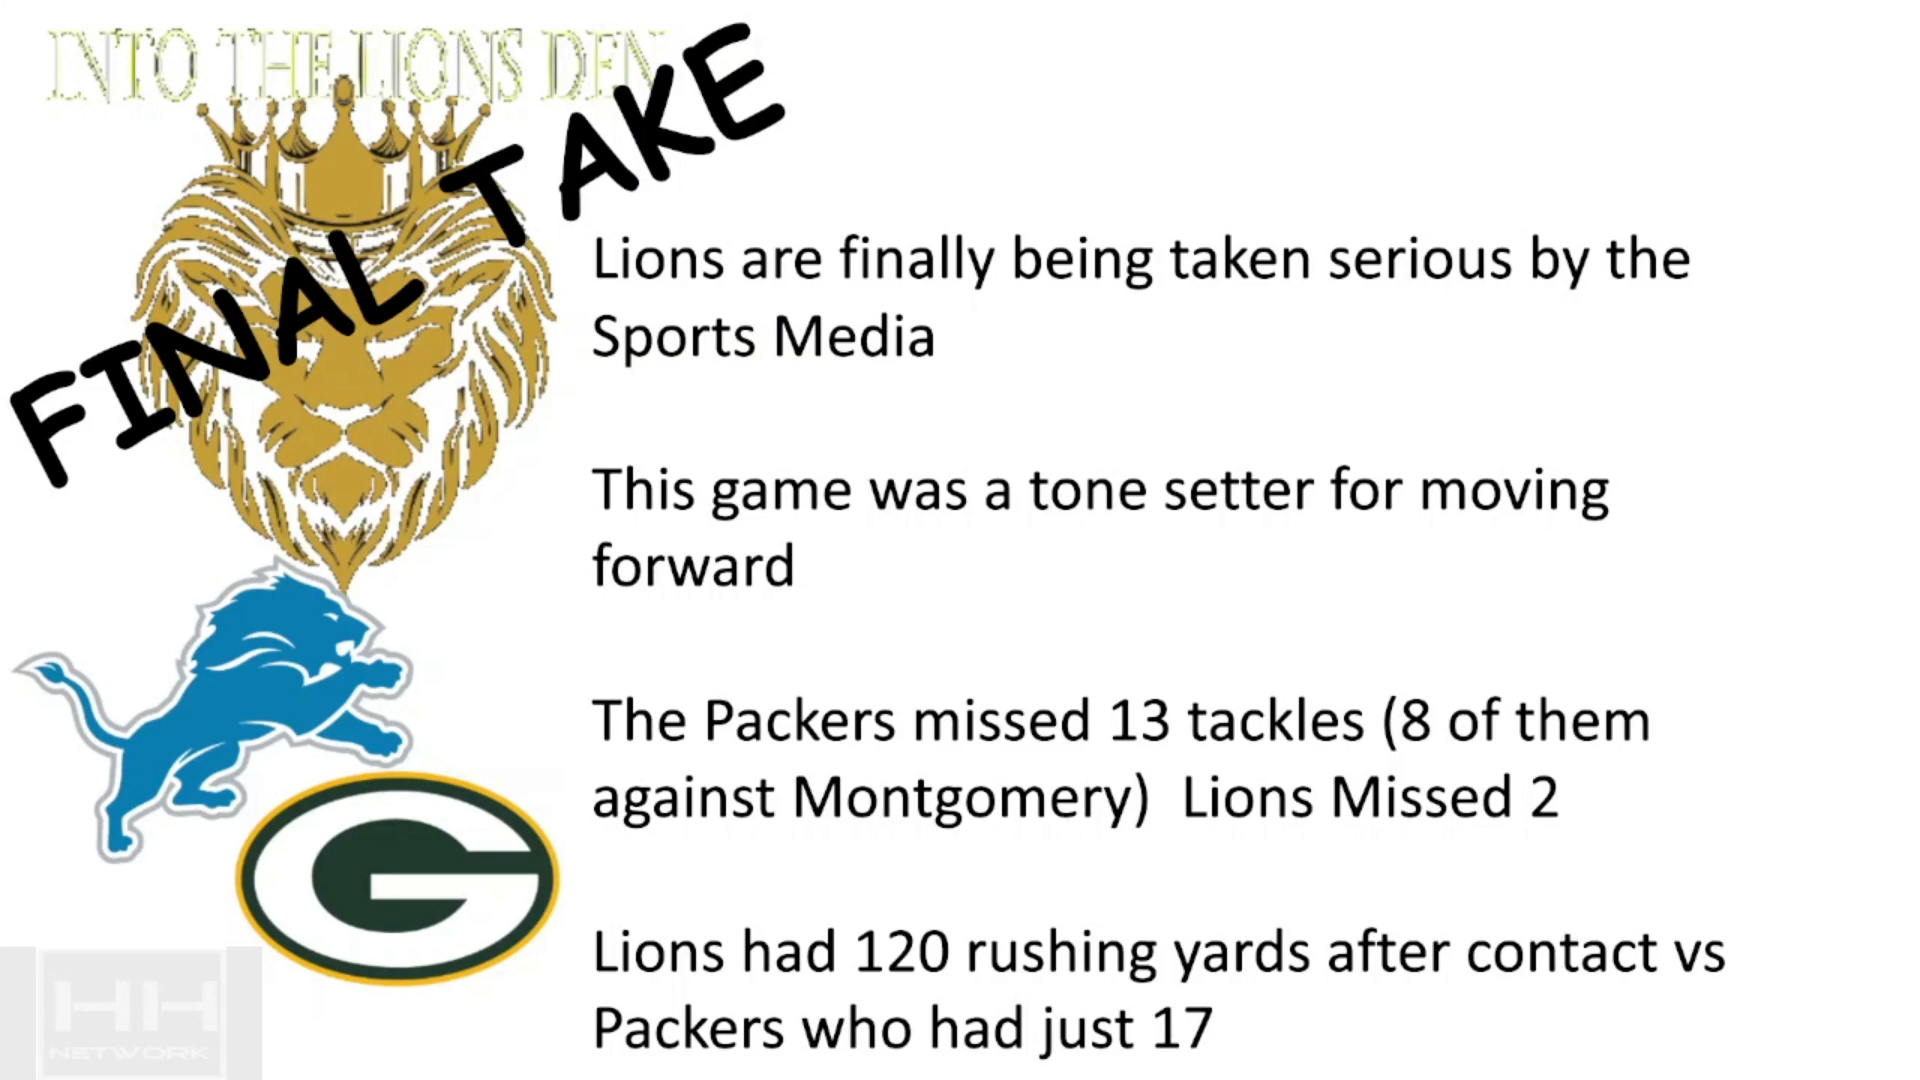 INTO THE LIONS DEN
FINAL TAKE
Lions are finally being taken serious by the
Sports Media
This game was a tone setter for moving
forward
The Packers missed 13 tackles (8 of them
against Montgomery)  Lions Missed 2
Lions had 120 rushing yards after contact vs
Packers who had just 17
G
HH
NETWORK